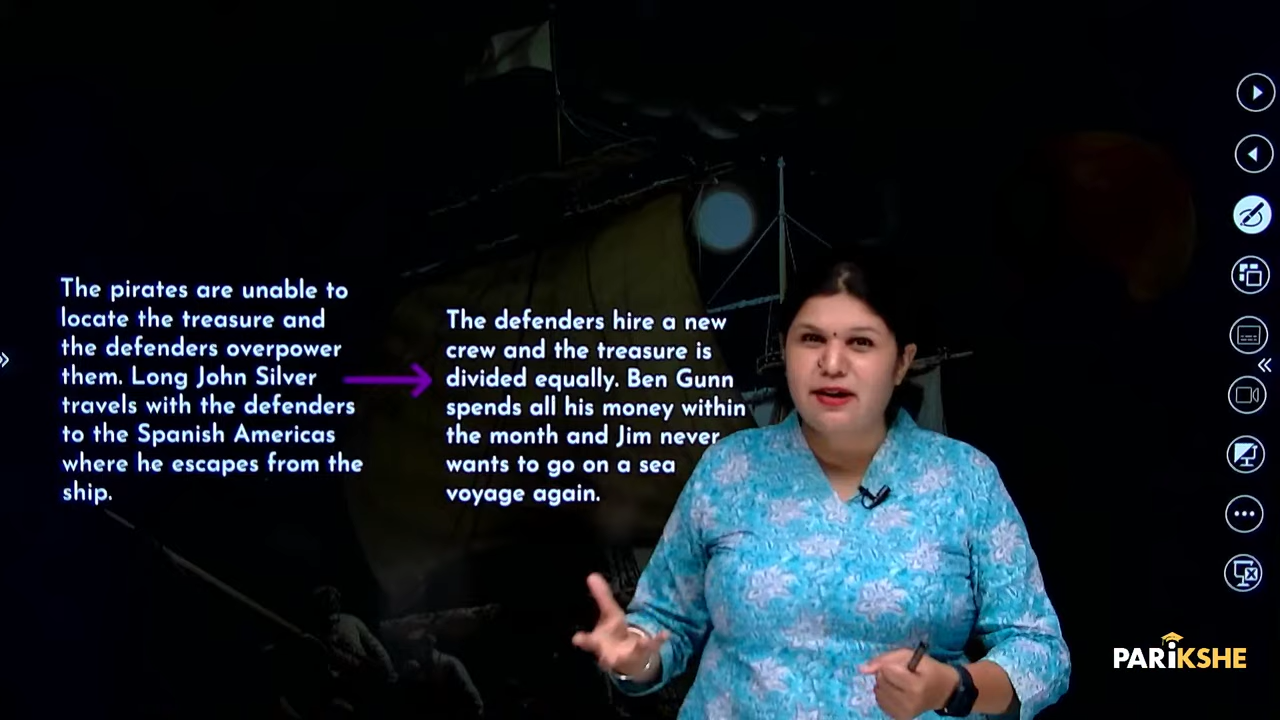 The pirates are unable to
locate the treasure and
the defenders overpower
them. Long John Silver
travels with the defenders
to the Spanish Americas
where he escapes from the
ship.
The defenders hire a new
crew and the treasure is
divided equally. Ben Gunn
spends all his money within
the month and Jim never
wants to go on a sea
voyage again.
PARIKSHE